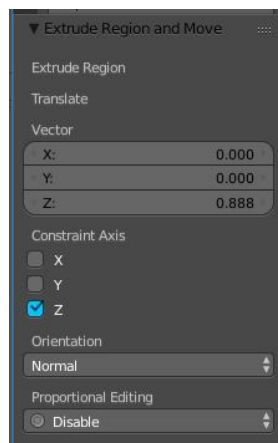 Extrude Region and Move
Extrude Region
Translate
Vector
X: 0.000
Y: 0.000
Z: 0.888
Constraint Axis
X
Y
Z
Orientation
Normal
Proportional Editing
Disable